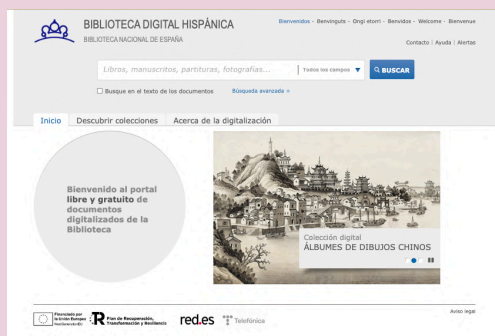 BIBLIOTECA DIGITAL HISPÁNICA
BIBLIOTECA NACIONAL DE ESPAÑA
Bienvenidos - Benvinguts - Ongi etorri - Benvidos - Welcome - Bienvenue
Contacto | Ayuda | Alertas
Libros, manuscritos, partituras, fotografías...
Todos los campos
BUSCAR
Busque en el texto de los documentos
Búsqueda avanzada »
Inicio Descubrir colecciones Acerca de la digitalización
Bienvenido al portal
libre y gratuito de
documentos
digitalizados de la
Biblioteca
Colección digital
ÁLBUMES DE DIBUJOS CHINOS
Financiado por
la Unión Europea
NextGenerationEU
Plan de Recuperación,
Transformación y Resiliencia
red.es
Telefónica
Aviso legal